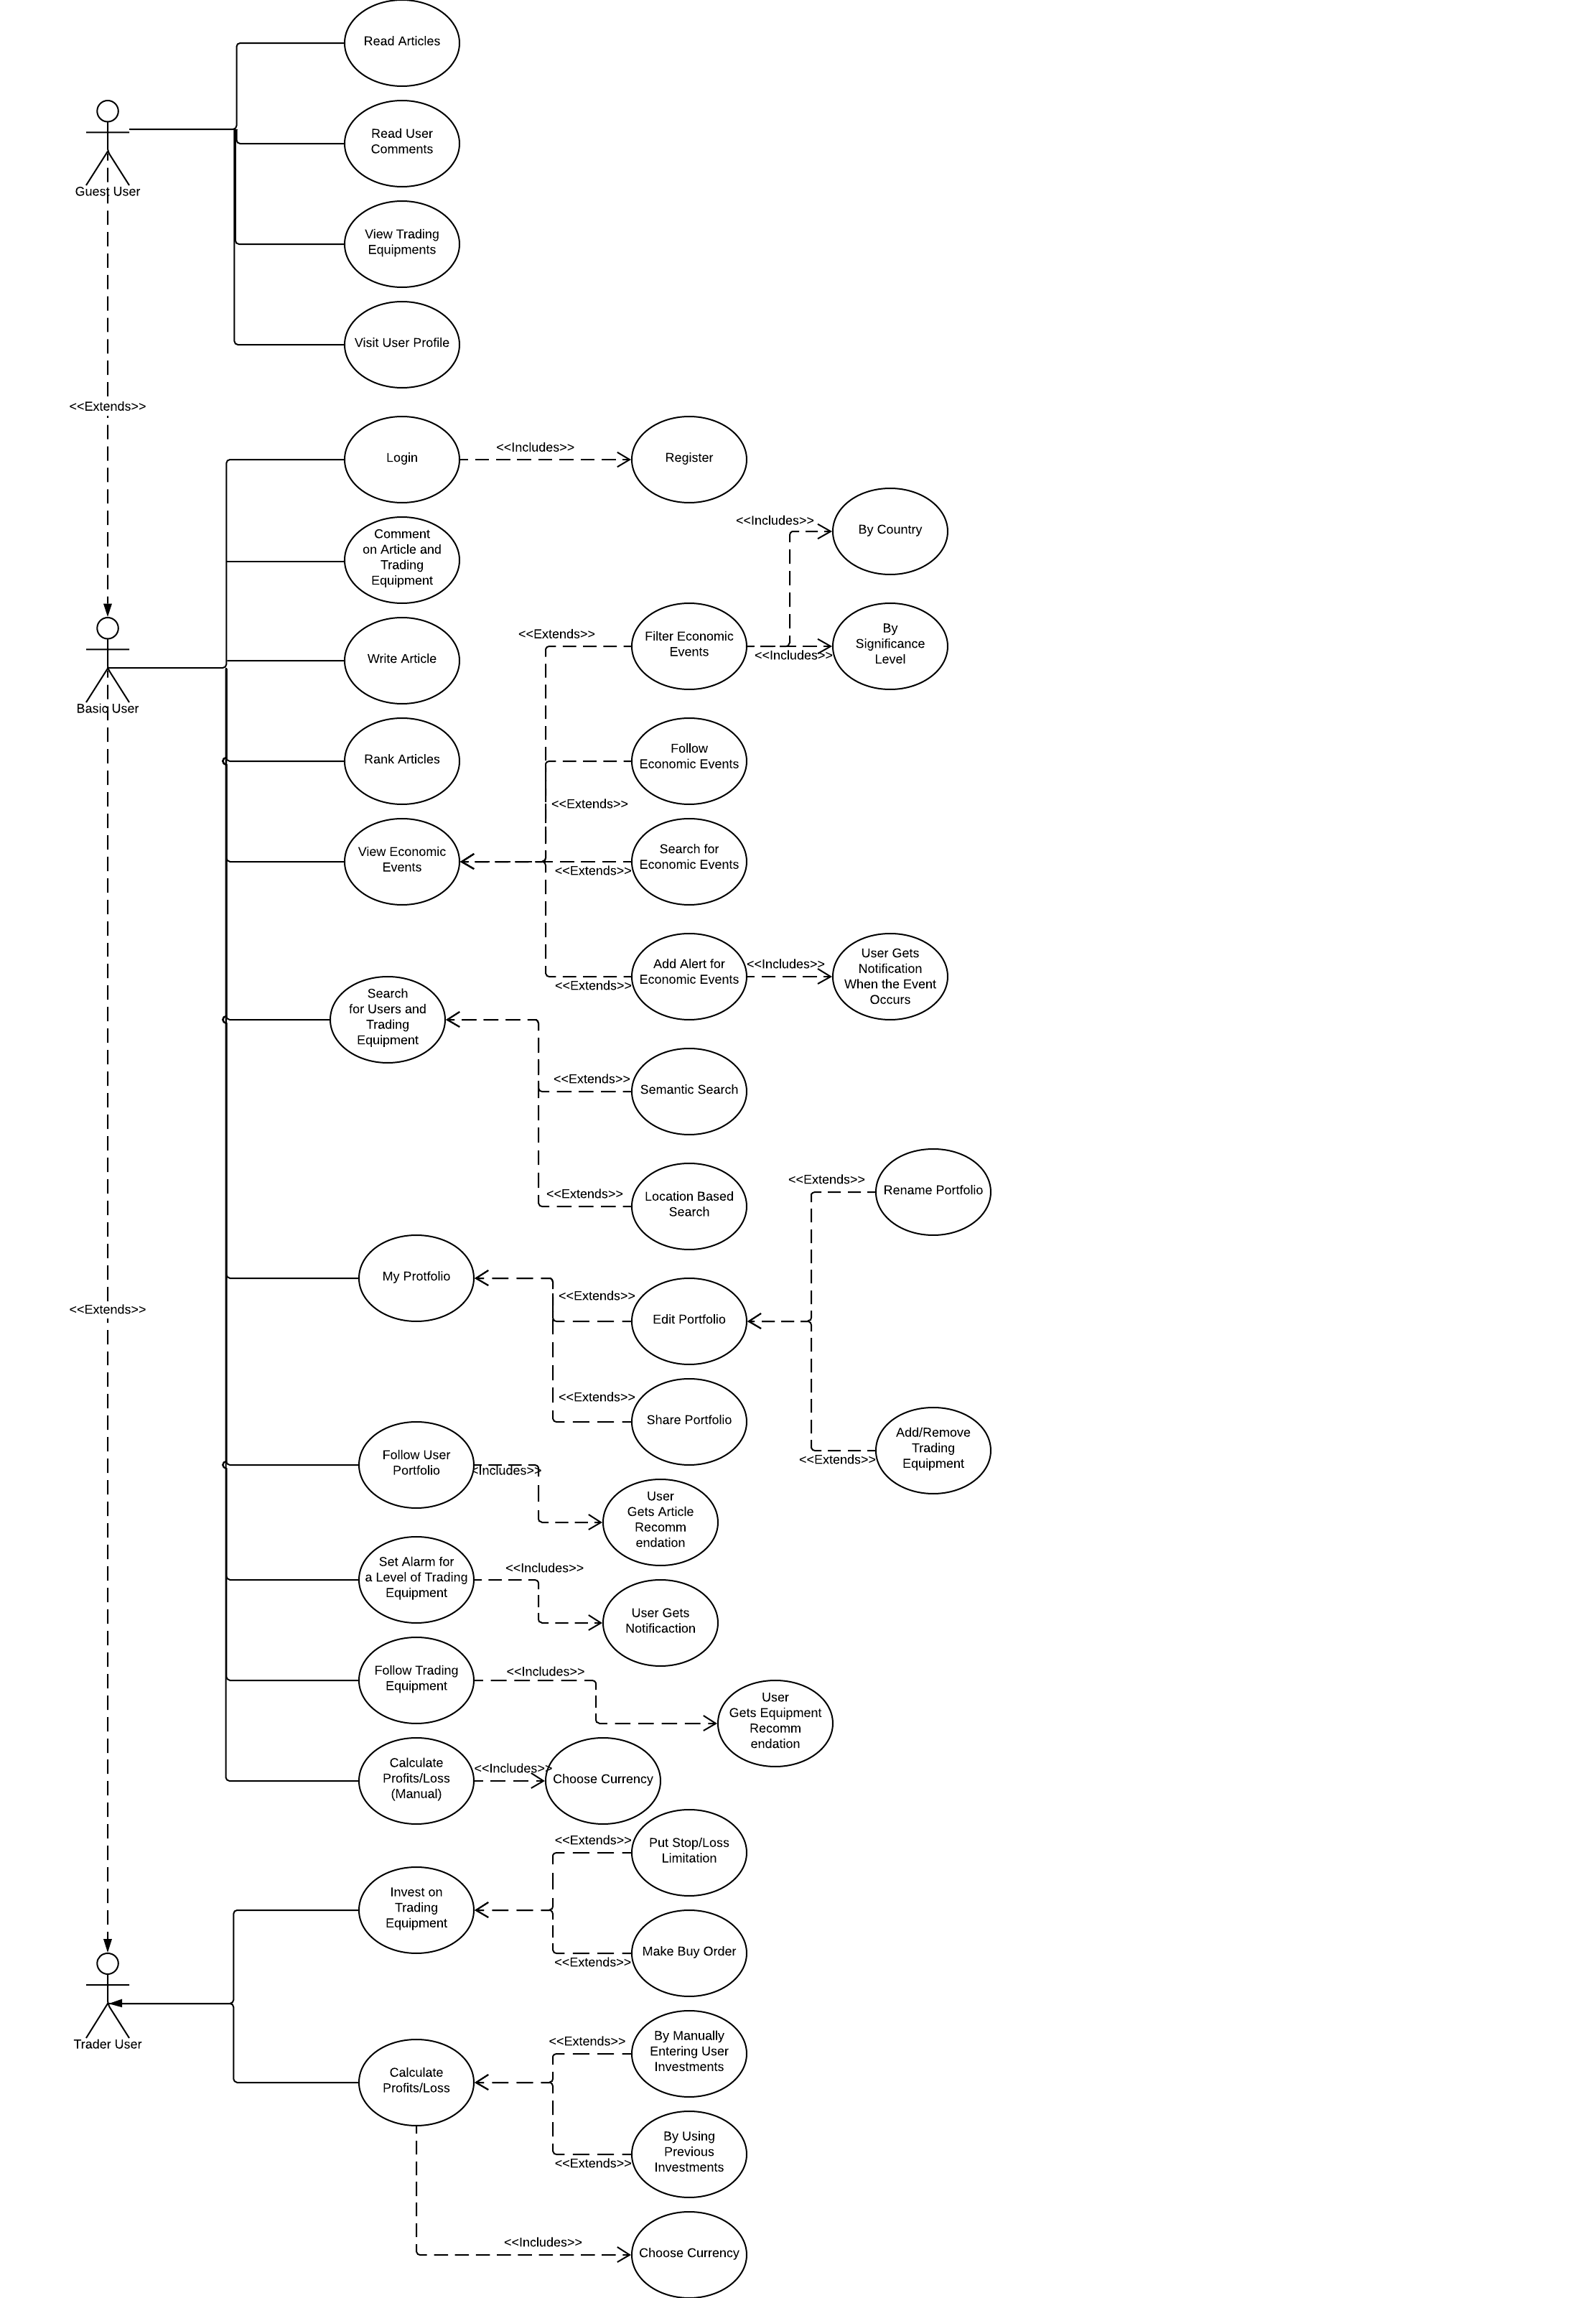 Read Articles
Read User
Comments
Guest User
View Trading
Equipments
Visit User Profile
<<Extends>>
Login
<<Includes>>
Register
Comment
on Article and
Trading
Equipment
<<Includes>>
By Country
Basic User
Write Article
<<Extends>>
Filter Economic
Events
<<Includes>>
By
Significance
Level
Rank Articles
Follow
Economic Events
<<Extends>>
View Economic
Events
Search for
Economic Events
<<Extends>>
Add Alert for
Economic Events
<<Extends>>
<<Includes>>
User Gets
Notification
When the Event
Occurs
Search
for Users and
Trading
Equipment
<<Extends>>
Semantic Search
<<Extends>>
Location Based
Search
<<Extends>>
Rename Portfolio
<<Extends>>
My Protfolio
<<Extends>>
Edit Portfolio
<<Extends>>
Share Portfolio
Add/Remove
Trading
Equipment
<<Extends>>
Follow User
Portfolio
<<Includes>>
User
Gets Article
Recomm
endation
Set Alarm for
a Level of Trading
Equipment
<<Includes>>
User Gets
Notificaction
Follow Trading
Equipment
<<Includes>>
User
Gets Equipment
Recomm
endation
Calculate
Profits/Loss
(Manual)
<<Includes>>
Choose Currency
<<Extends>>
Put Stop/Loss
Limitation
Invest on
Trading
Equipment
Make Buy Order
<<Extends>>
Trader User
<<Extends>>
By Manually
Entering User
Investments
Calculate
Profits/Loss
By Using
Previous
Investments
<<Extends>>
<<Includes>>
Choose Currency